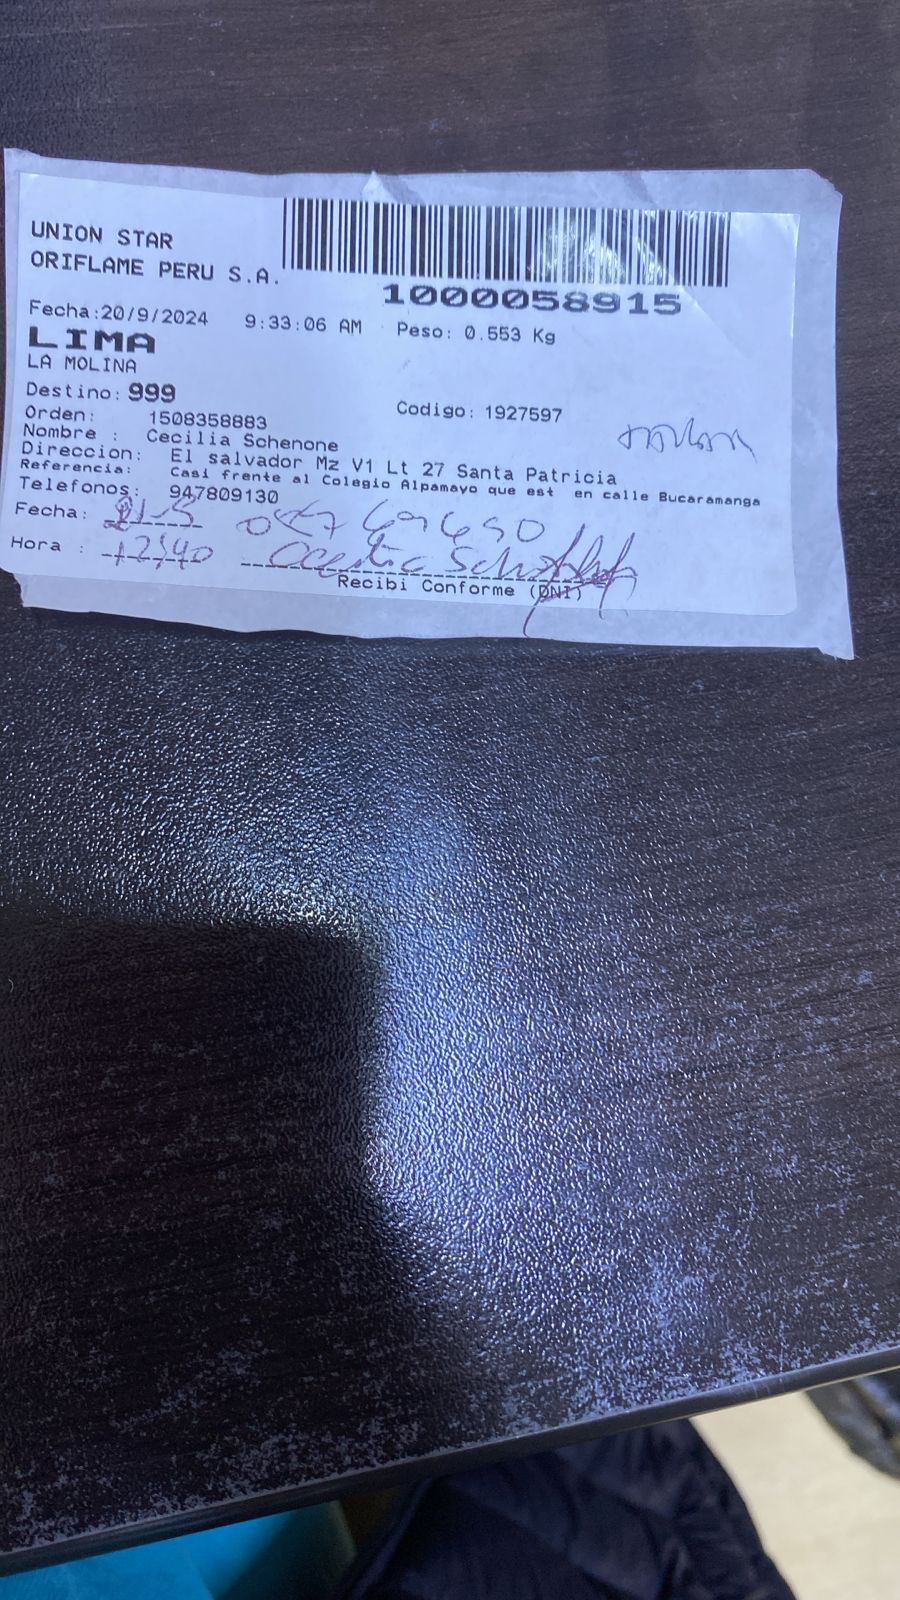 UNION STAR
ORIFLAME PERU S.A.
1000058915
Fecha:20/9/2024 9:33:06 AM Peso: 0.553 Kg
LIMA
LA MOLINA
Destino: 999
Orden: 1508358883 Codigo: 1927597
Nombre : Cecilia Schenone
Direccion: El salvador Mz V1 Lt 27 Santa Patricia
Referencia: Casi frente al Colegio Alpamayo que est en calle Bucaramanga
Telefonos: 947809130
Fecha:
Hora : 12:40
Recibi Conforme (DNI)